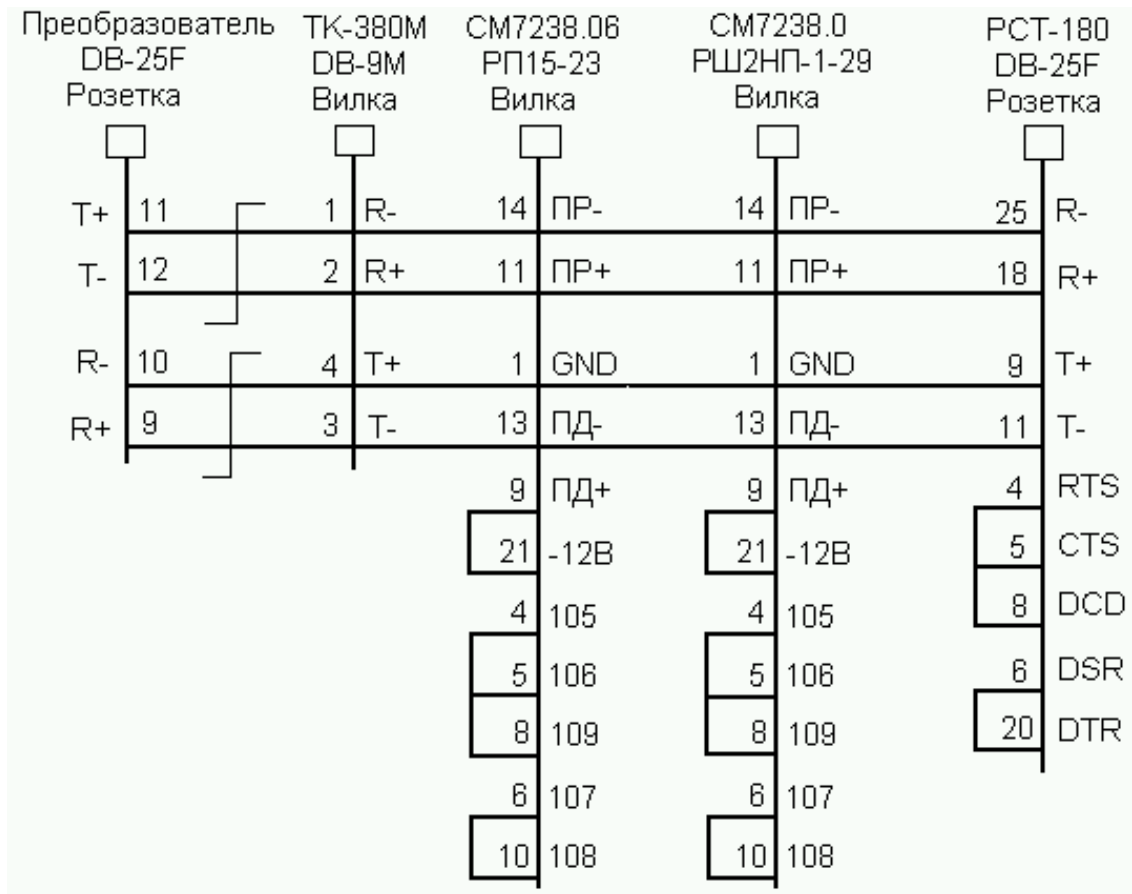 Преобразователь TK-380M CM7238.06 CM7238.0 РСТ-180
DB-25F DB-9M РП15-23 РШ2НП-1-29 DB-25F
Розетка Вилка Вилка Вилка Розетка
T+ 11 1 R- 14 ПР- 14 ПР- 25 R-
T- 12 2 R+ 11 ПР+ 11 ПР+ 18 R+
R- 10 4 T+ 1 GND 1 GND 9 T+
R+ 9 3 T- 13 ПД- 13 ПД- 11 T-
9 ПД+ 9 ПД+ 4 RTS
21 -12В 21 -12В 5 CTS
4 105 4 105 8 DCD
5 106 5 106 6 DSR
8 109 8 109 20 DTR
6 107 6 107
10 108 10 108